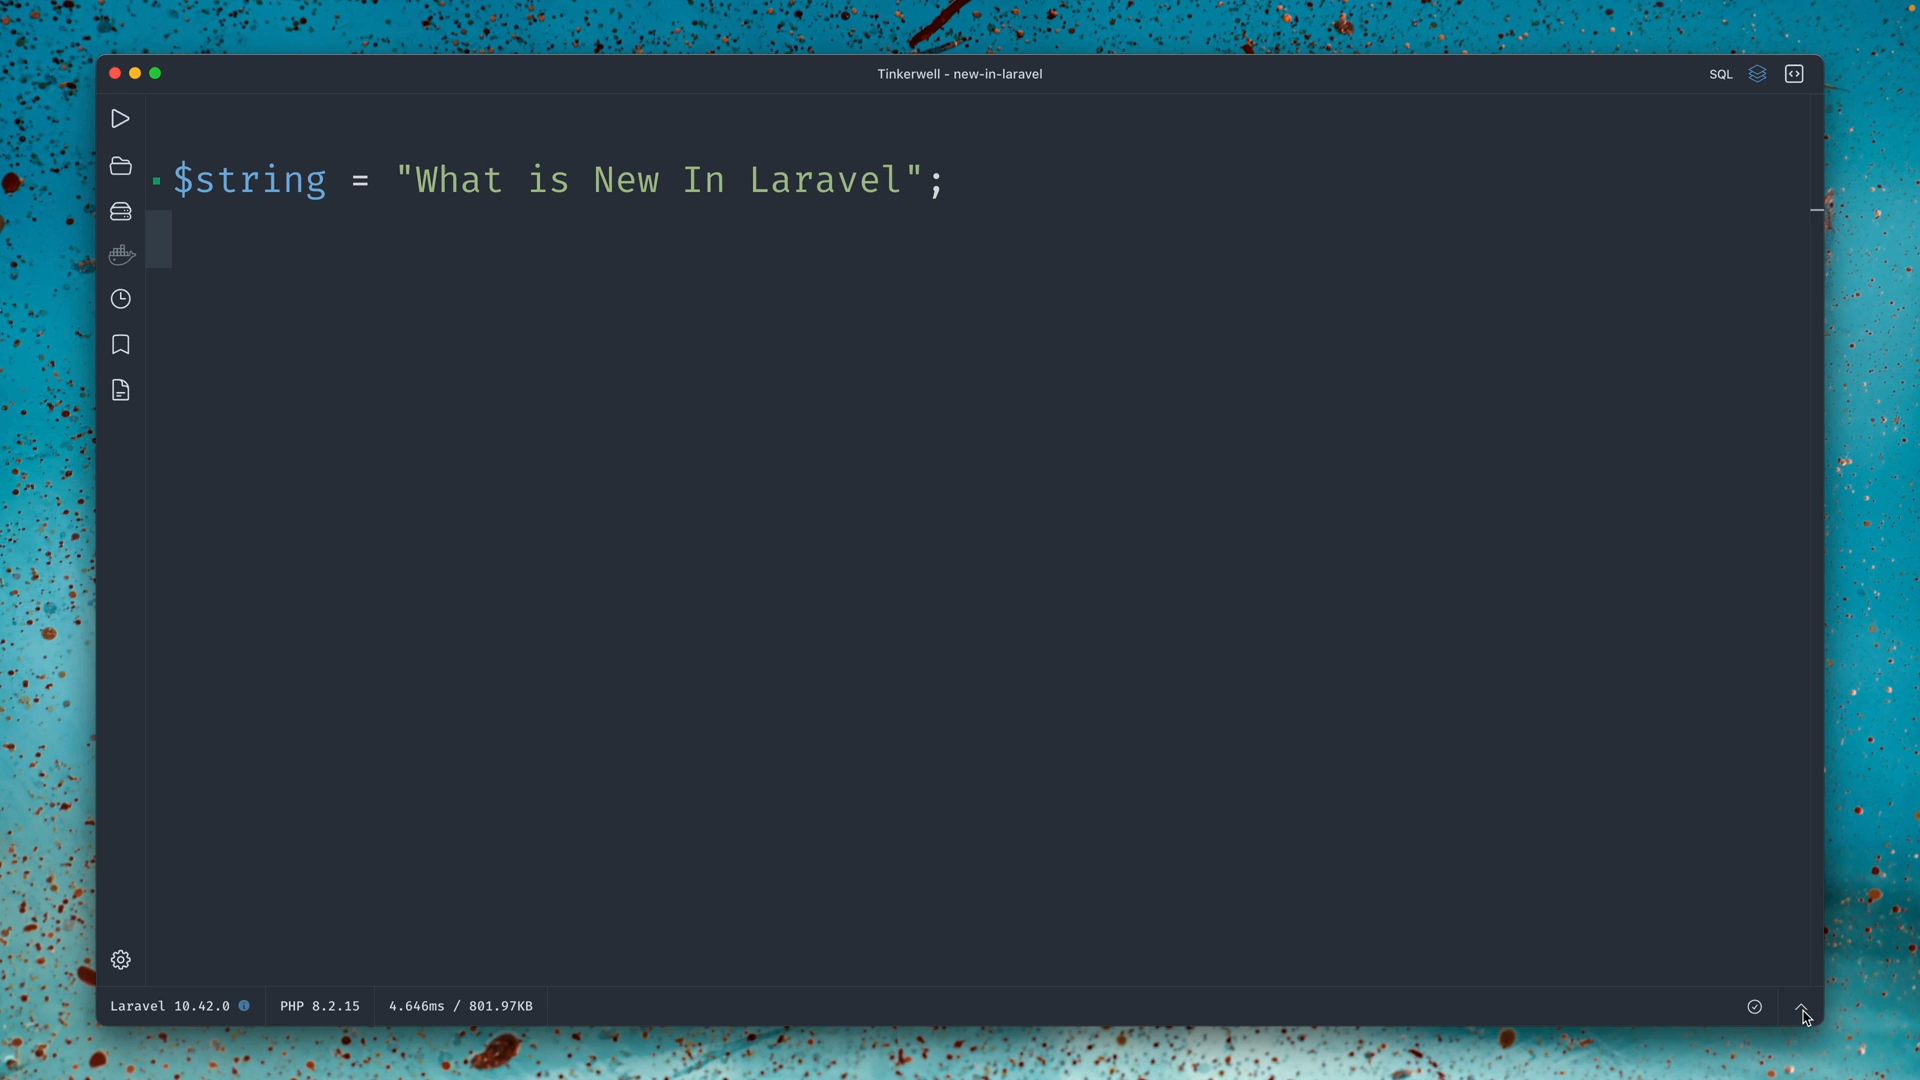 Tinkerwell - new-in-laravel
SQL
$string = "What is New In Laravel";
Laravel 10.42.0
PHP 8.2.15
4.646ms / 801.97KB